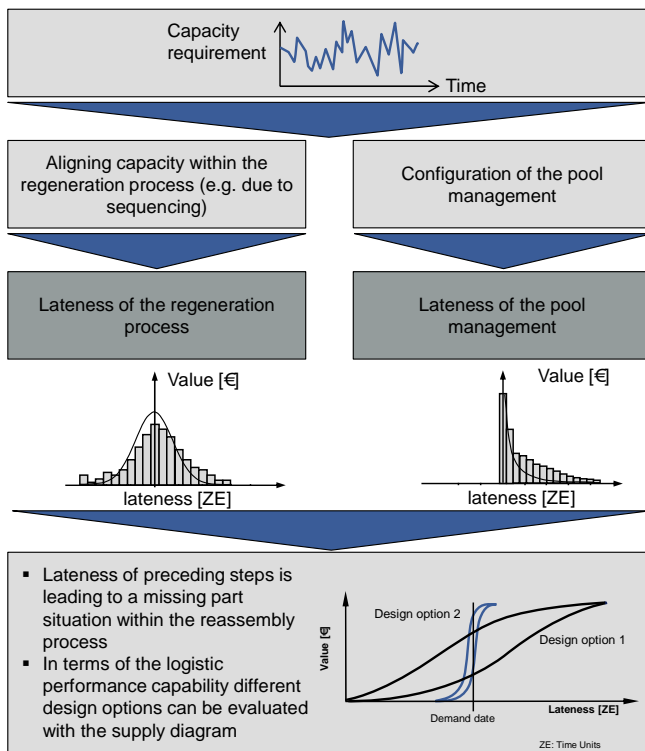 Capacity
requirement
Time
Aligning capacity within the
regeneration process (e.g. due to
sequencing)
Configuration of the pool
management
Lateness of the regeneration
process
Lateness of the pool
management
Value [€]
lateness [ZE]
Value [€]
lateness [ZE]
▪ Lateness of preceding steps is
leading to a missing part
situation within the reassembly
process
▪ In terms of the logistic
performance capability different
design options can be evaluated
with the supply diagram
Value [€]
Design option 2
Design option 1
Demand date
Lateness [ZE]
ZE: Time Units